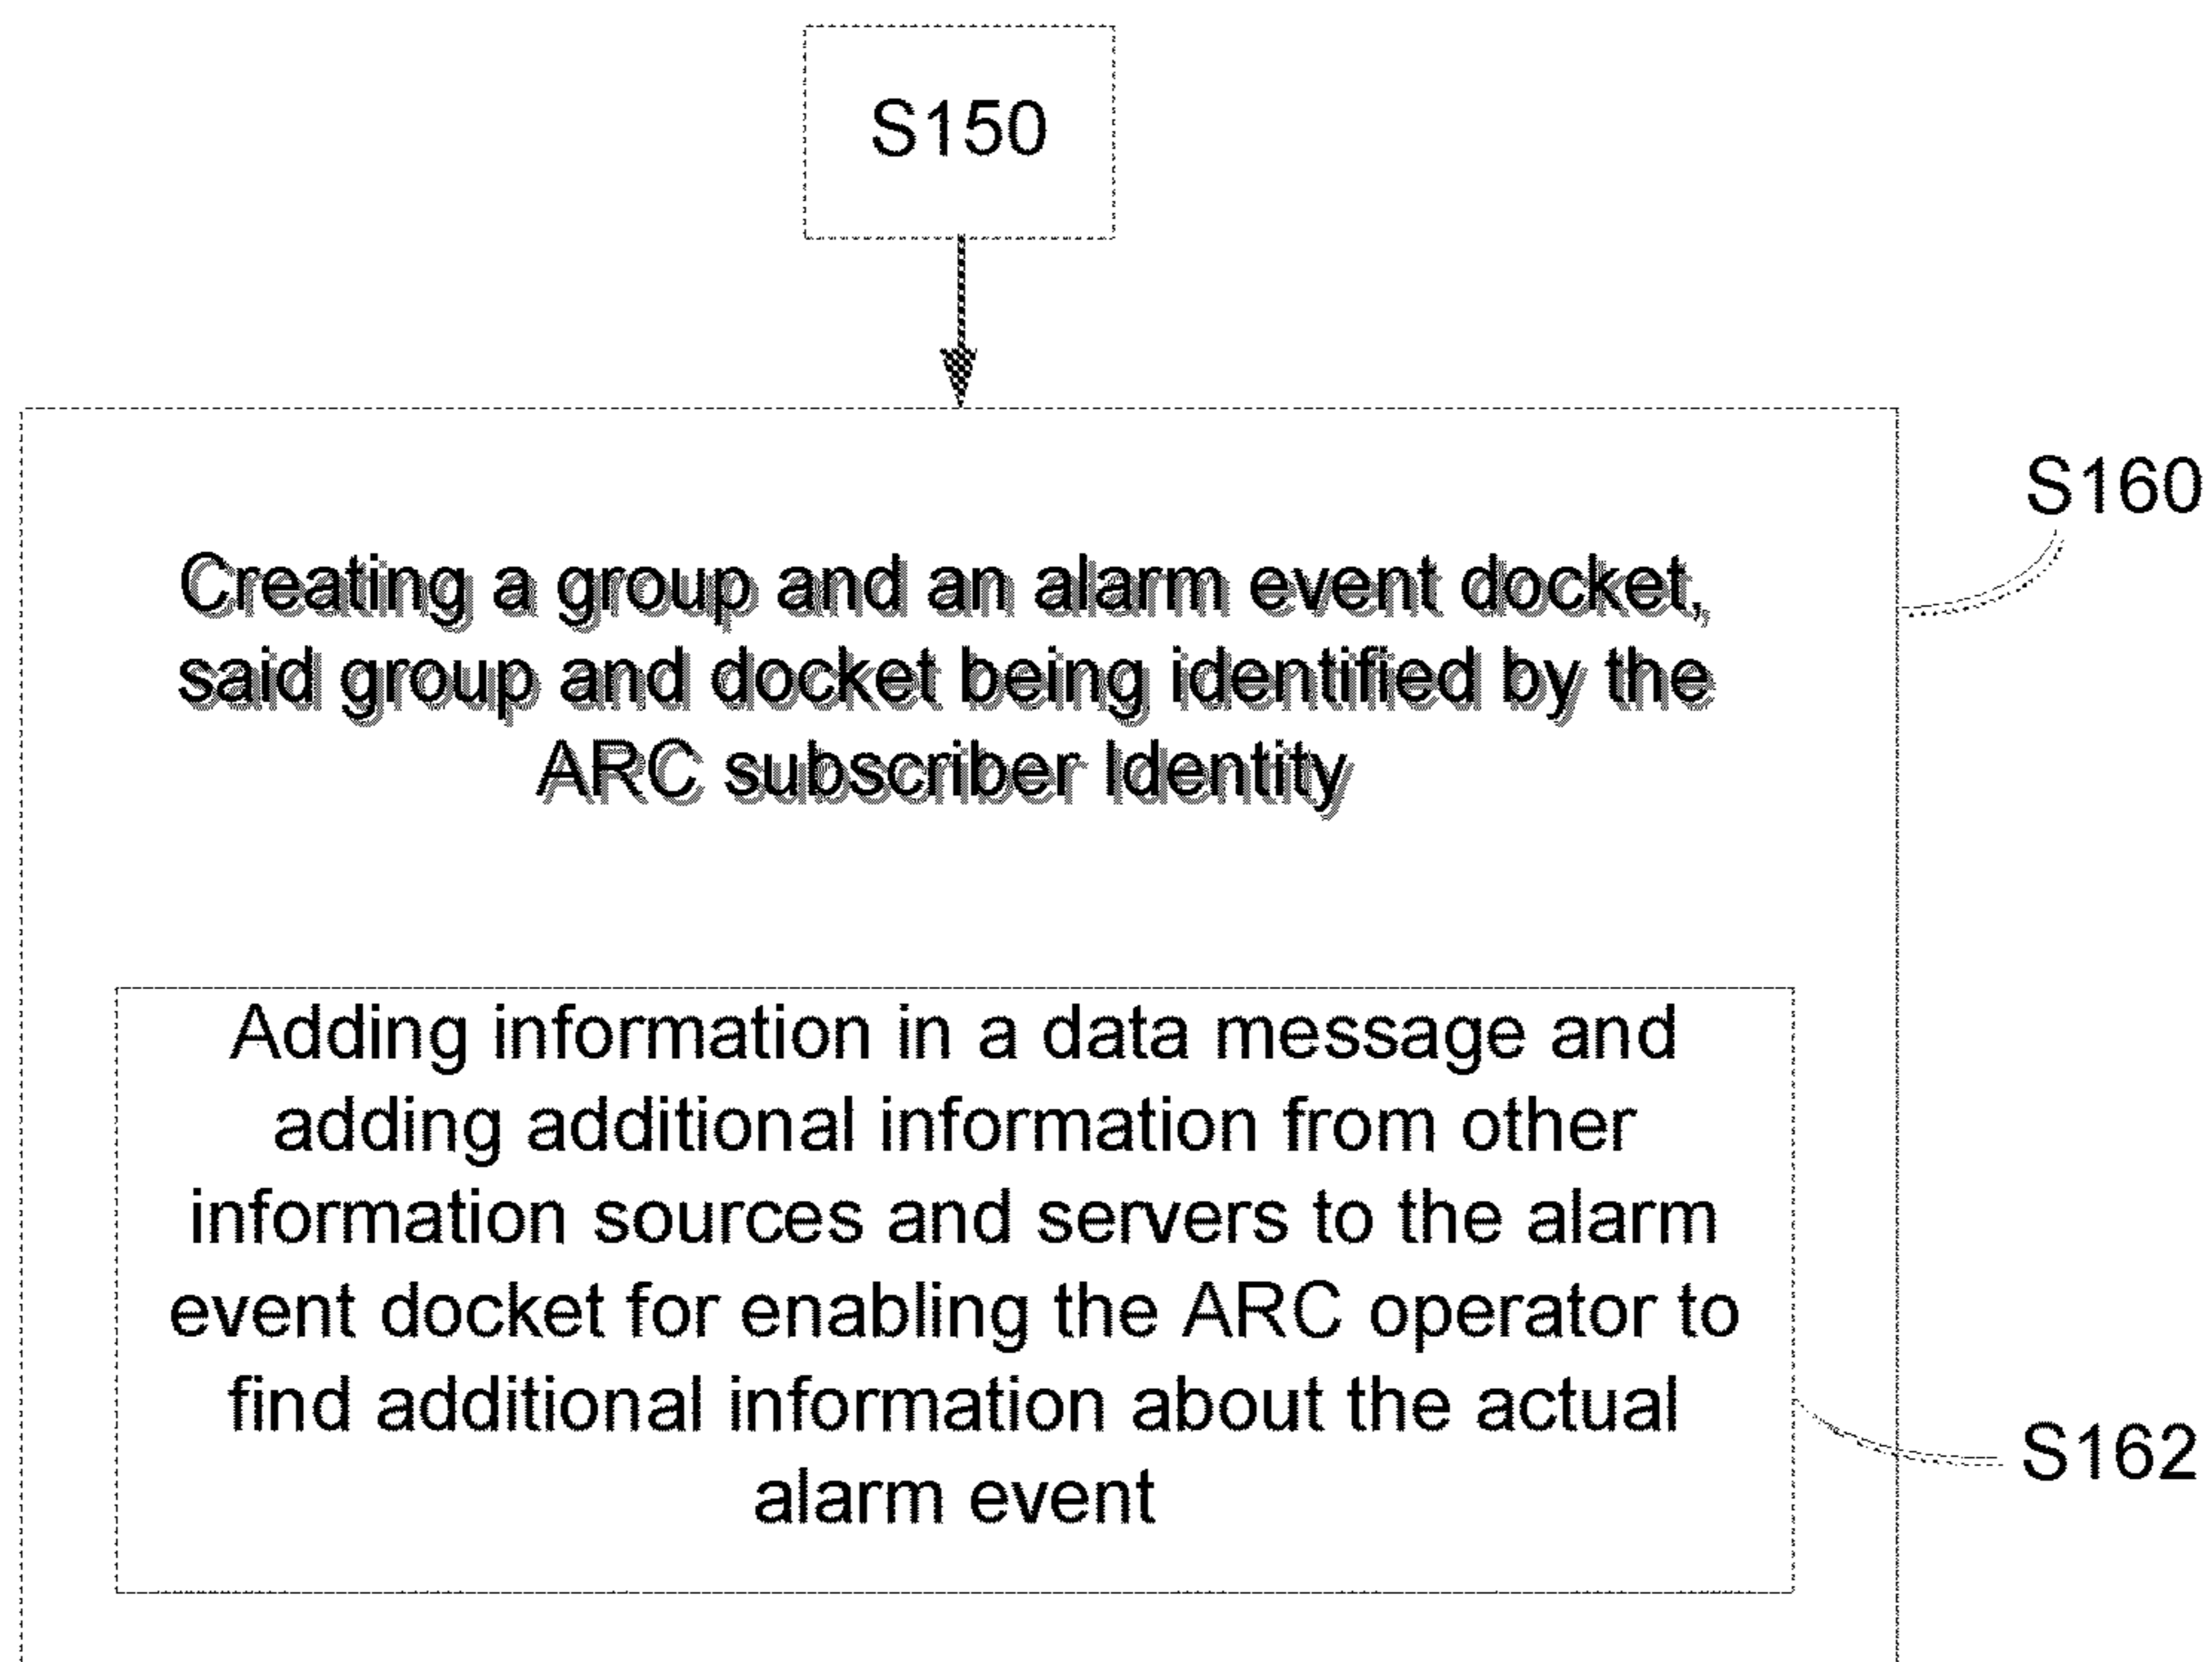 S150
S160
Creating a group and an alarm event docket,
said group and docket being identified by the
ARC subscriber Identity
Adding information in a data message and
adding additional information from other
information sources and servers to the alarm
event docket for enabling the ARC operator to
find additional information about the actual
alarm event
S162